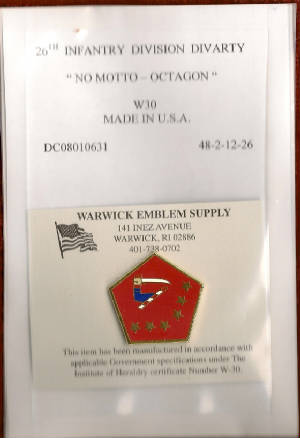 26TH INFANTRY DIVISION DIVARTY
" NO MOTTO – OCTAGON "
W30
MADE IN U.S.A.
DC08010631 48-2-12-26
WARWICK EMBLEM SUPPLY
141 INEZ AVENUE
WARWICK, RI 02886
401-738-0702
This item has been manufactured in accordance with
applicable Government specifications under The
Institute of Heraldry certificate Number W-30.